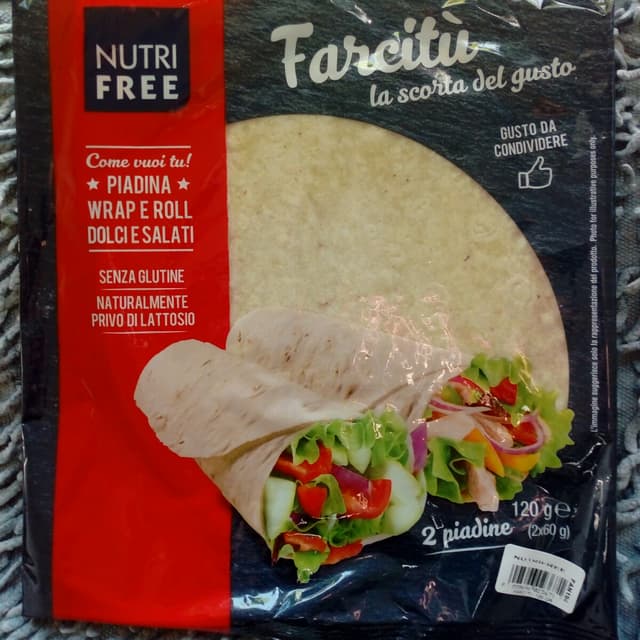 NUTRI
FREE
Farcitù
la scorta del gusto
GUSTO DA
CONDIVIDERE
Come vuoi tu!
PIADINA
WRAP E ROLL
DOLCI E SALATI
SENZA GLUTINE
NATURALMENTE
PRIVO DI LATTOSIO
L'immagine suggerisce solo la rappresentazione del prodotto. Photo for illustrative purposes only.
120 g e
2 piadine (2x60 g)
NUTRIFREE